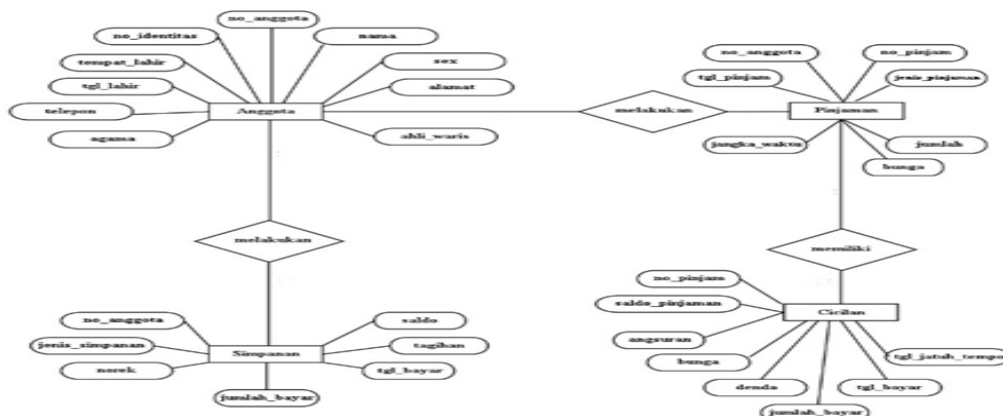 no_anggota
no_identitas
nama
tempat_lahir
sex
tgl_lahir
alamat
telepon
Anggota
agama
ahli_waris
melakukan
no_anggota
no_pinjam
tgl_pinjam
jenis_pinjaman
Pinjaman
jangka_waktu
jumlah
bunga
melakukan
memiliki
no_anggota
saldo
jenis_simpanan
Simpanan
tagihan
norek
tgl_bayar
jumlah_bayar
no_pinjam
saldo_pinjaman
Cicilan
angsuran
bunga
tgl_jatuh_tempo
denda
tgl_bayar
jumlah_bayar